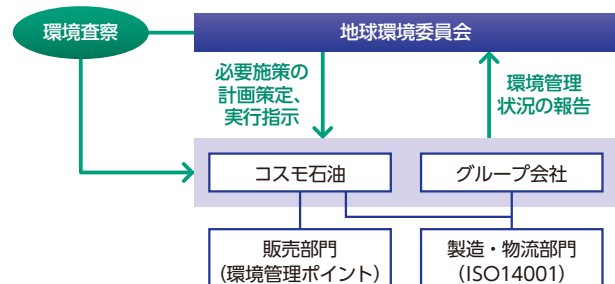 環境査察
地球環境委員会
必要施策の
計画策定、
実行指示
環境管理
状況の報告
コスモ石油
グループ会社
販売部門
（環境管理ポイント）
製造・物流部門
（ISO14001）